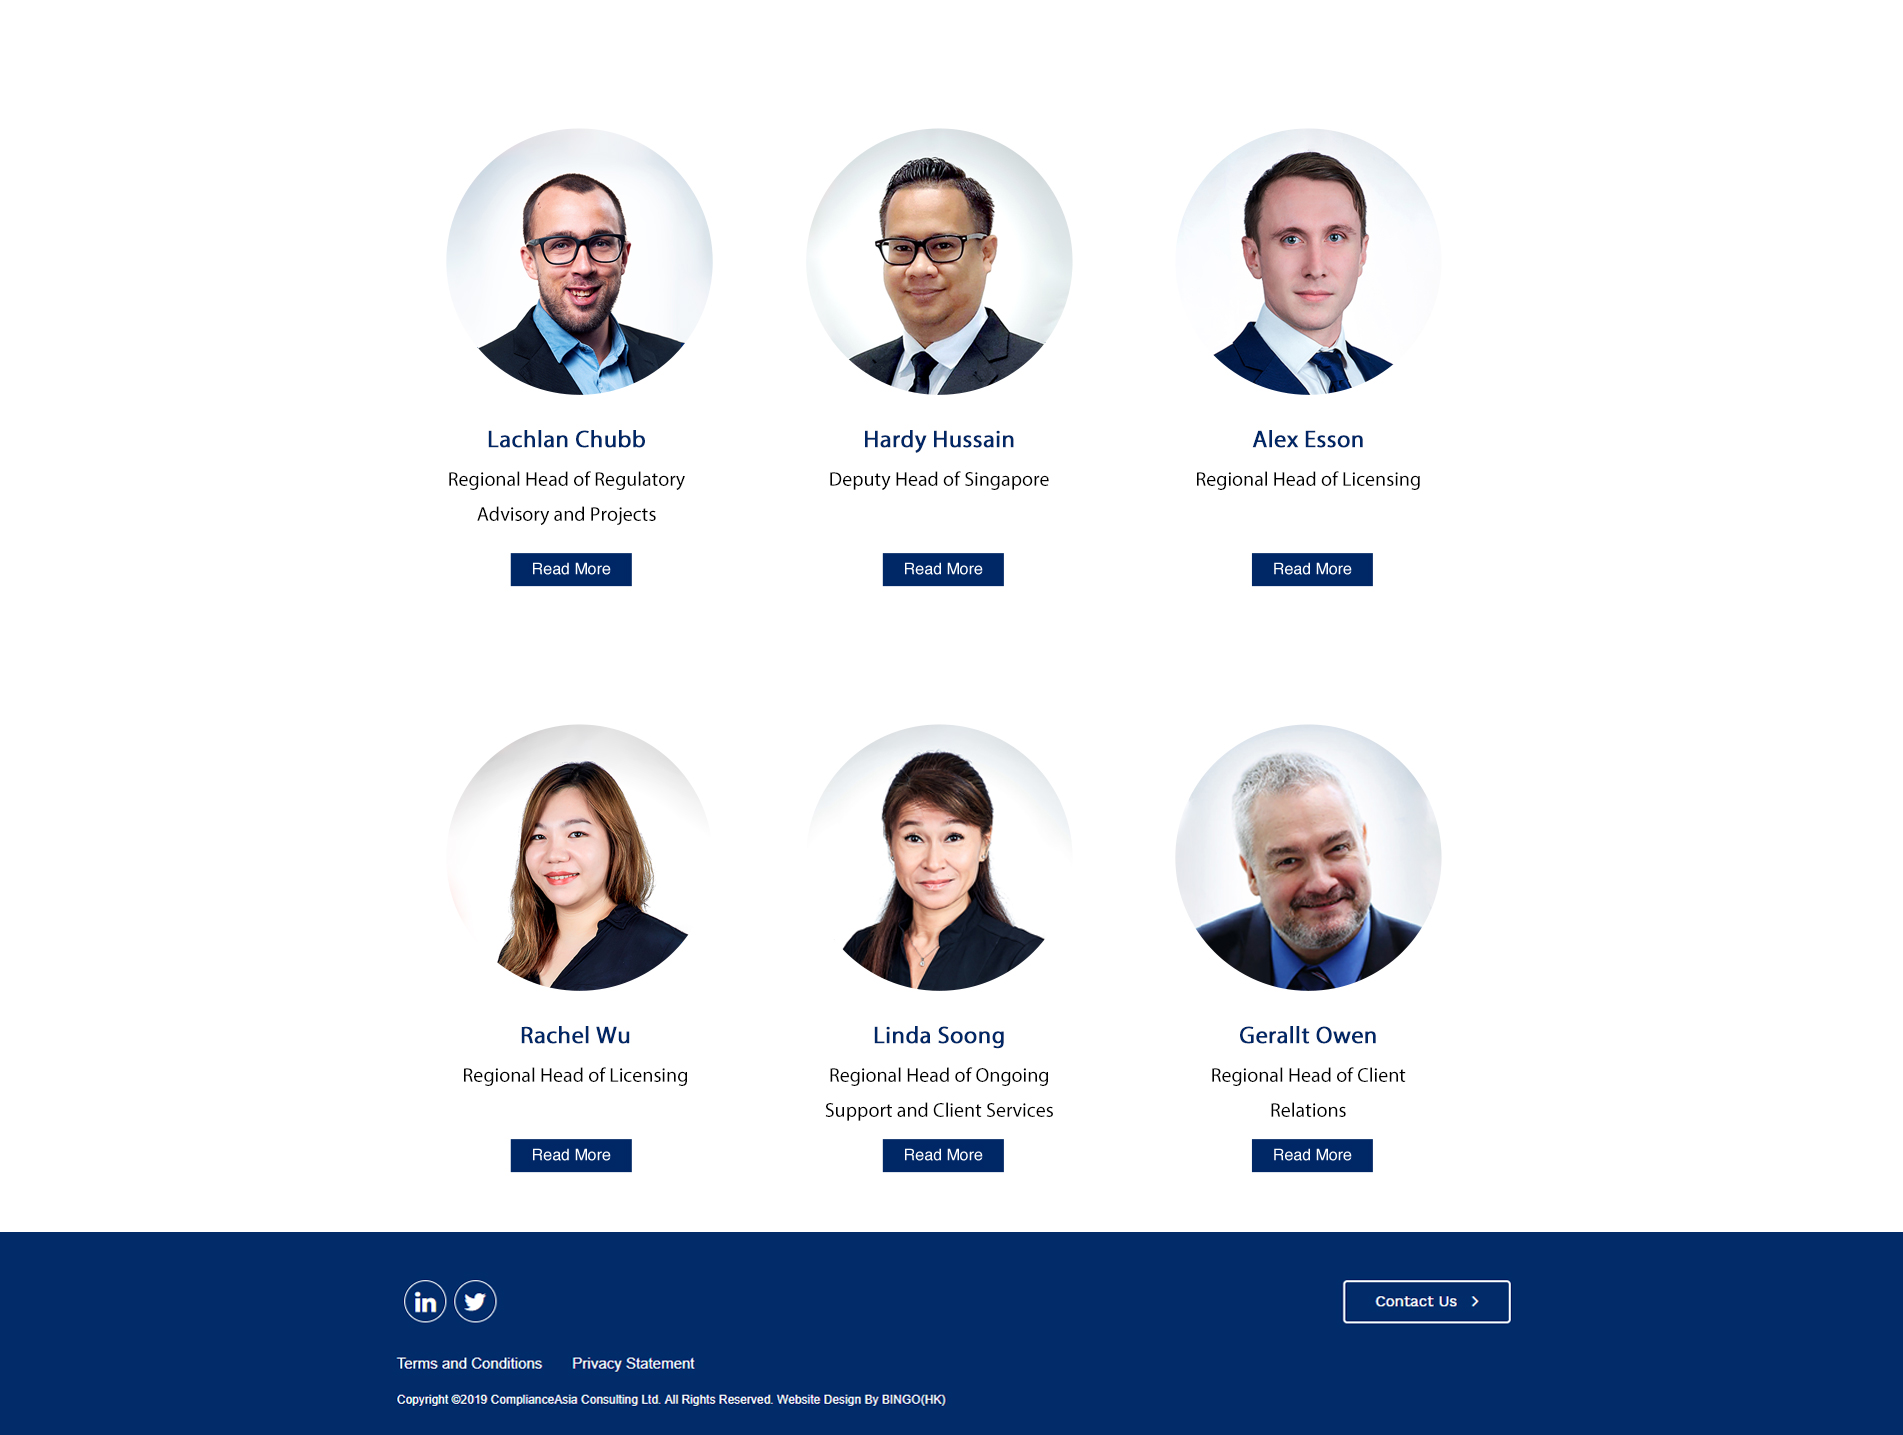 Lachlan Chubb
Regional Head of Regulatory
Advisory and Projects
Read More
Hardy Hussain
Deputy Head of Singapore
Read More
Alex Esson
Regional Head of Licensing
Read More
Rachel Wu
Regional Head of Licensing
Read More
Linda Soong
Regional Head of Ongoing
Support and Client Services
Read More
Gerallt Owen
Regional Head of Client
Relations
Read More
in
Contact Us
Terms and Conditions Privacy Statement
Copyright ©2019 ComplianceAsia Consulting Ltd. All Rights Reserved. Website Design By BINGO(HK)